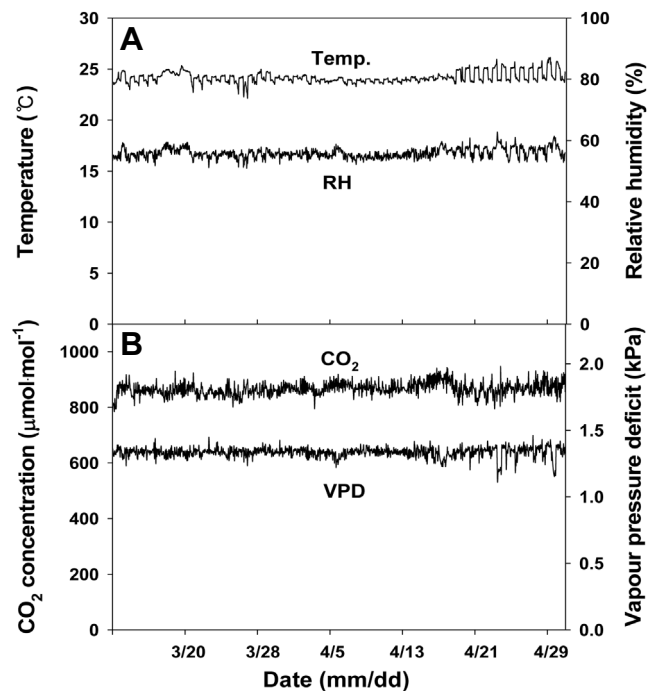 A
Temp.
RH
Temperature (℃)
30
25
20
15
10
5
0
Relative humidity (%)
100
80
60
40
20
0
B
CO2
VPD
CO2 concentration (μmol·mol-1)
1000
800
600
400
200
0
Vapour pressure deficit (kPa)
2.0
1.5
1.0
0.5
0.0
3/20 3/28 4/5 4/13 4/21 4/29
Date (mm/dd)